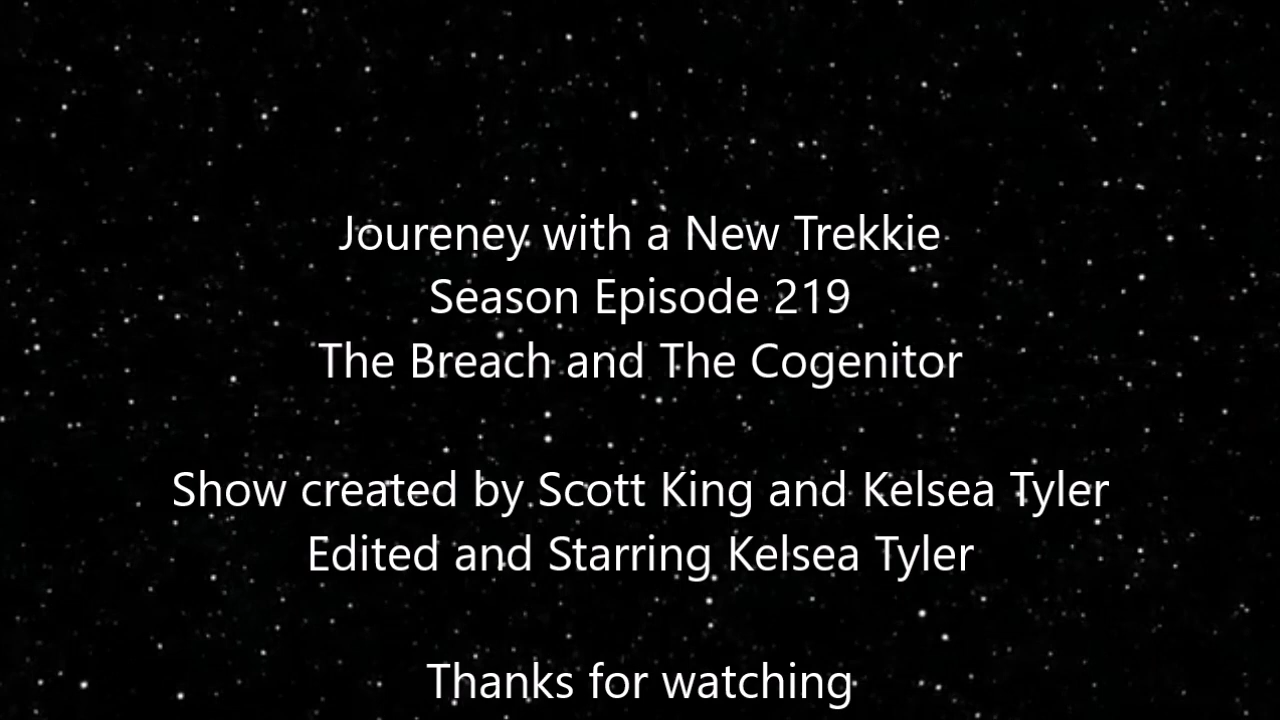 Joureney with a New Trekkie
Season Episode 219
The Breach and The Cogenitor
Show created by Scott King and Kelsea Tyler
Edited and Starring Kelsea Tyler
Thanks for watching